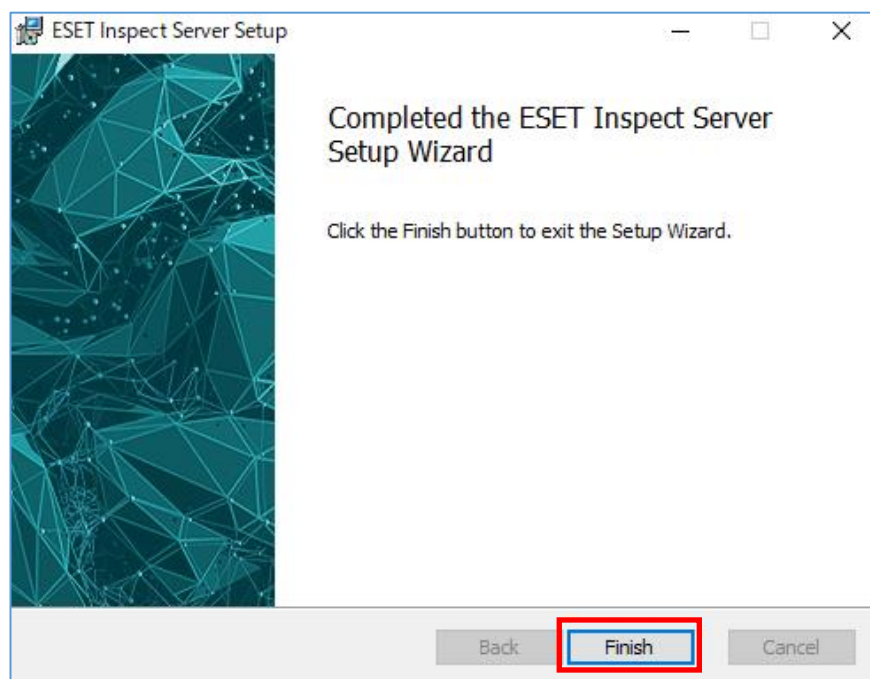 ESET Inspect Server Setup
Completed the ESET Inspect Server
Setup Wizard
Click the Finish button to exit the Setup Wizard.
Back
Finish
Cancel